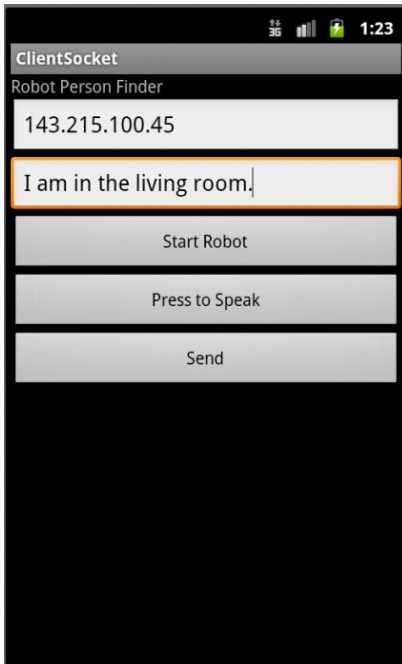 3G 1:23
ClientSocket
Robot Person Finder
143.215.100.45
I am in the living room.
Start Robot
Press to Speak
Send